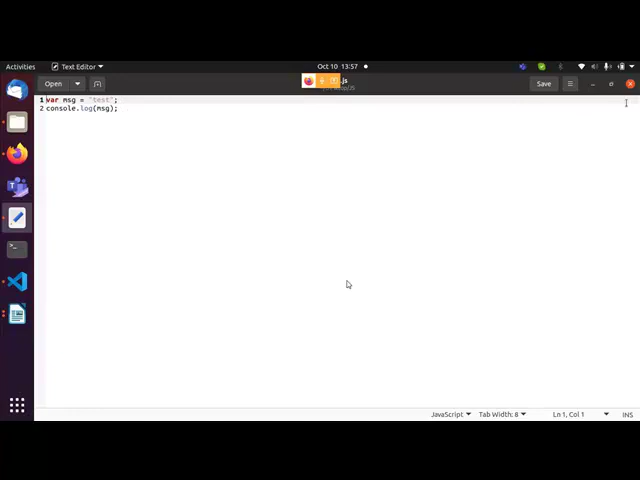 Activities
Text Editor
Oct 10 13:57
Open
.js
Save
1 var msg = "test";
2 console.log(msg);
JavaScript
Tab Width: 8
Ln 1, Col 1
INS